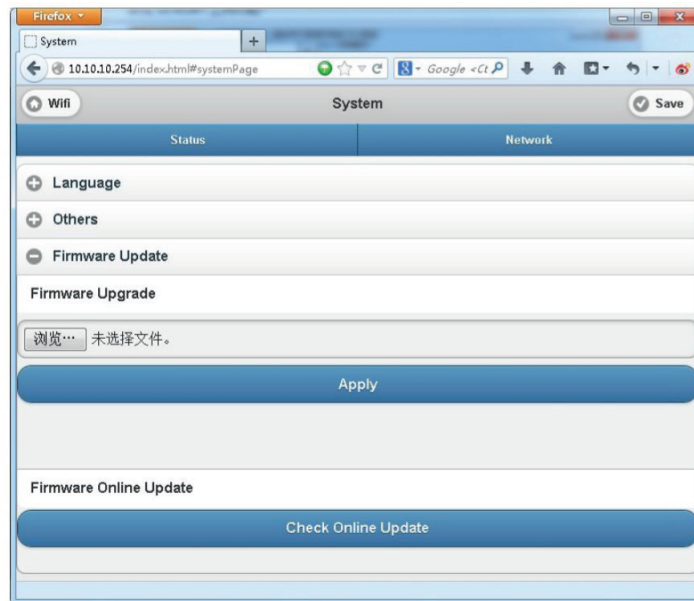 Firefox
System
10.10.10.254/index.html#systemPage
Google <Ct
Wifi
System
Save
Status
Network
Language
Others
Firmware Update
Firmware Upgrade
浏览… 未选择文件。
Apply
Firmware Online Update
Check Online Update